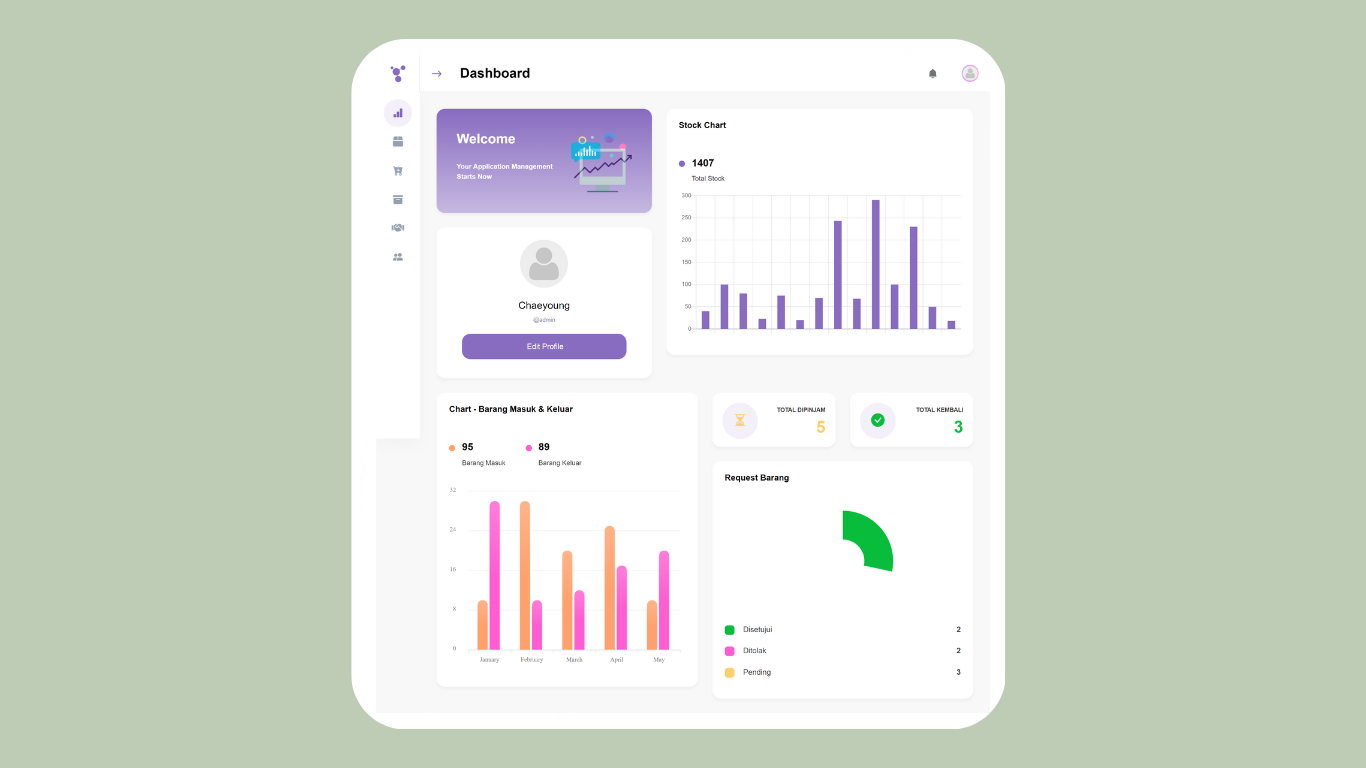 Dashboard
Welcome
Your Application Management
Starts Now
Chaeyoung
@admin
Edit Profile
Stock Chart
1407
Total Stock
300
250
200
150
100
50
0
Chart - Barang Masuk & Keluar
95
Barang Masuk
89
Barang Keluar
32
24
16
8
0
January
February
March
April
May
TOTAL DIPINJAM
5
TOTAL KEMBALI
3
Request Barang
Disetujui
2
Ditolak
2
Pending
3